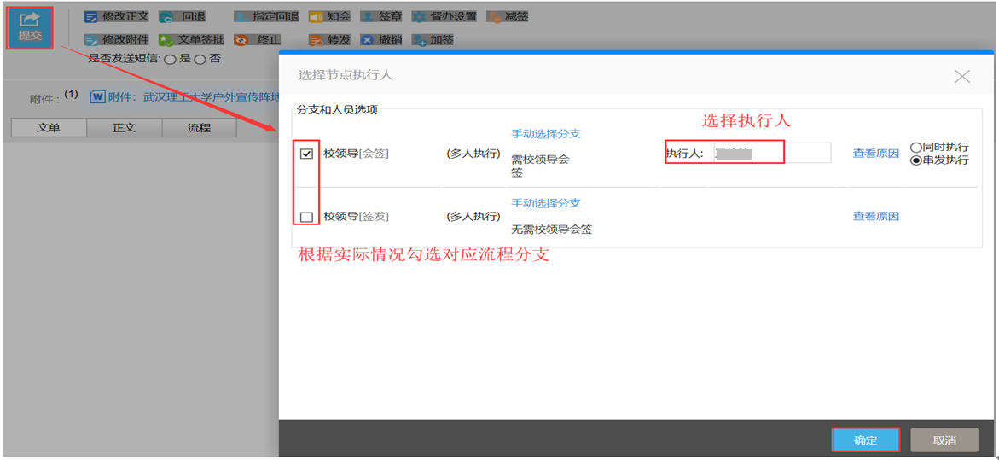 提交
修改正文 回退 指定回退 知会 签章 督办设置 减签
修改附件 文单签批 终止 转发 撤销 加签
是否发送短信: 是 否
附件: (1) 附件: 武汉理工大学户外宣传阵地
文单 正文 流程
选择节点执行人
分支和人员选项
选择执行人
校领导[会签] (多人执行) 手动选择分支
需校领导会
签
执行人: 查看原因 同时执行
串发执行
校领导[签发] (多人执行) 手动选择分支
无需校领导会签
查看原因
根据实际情况勾选对应流程分支
确定 取消